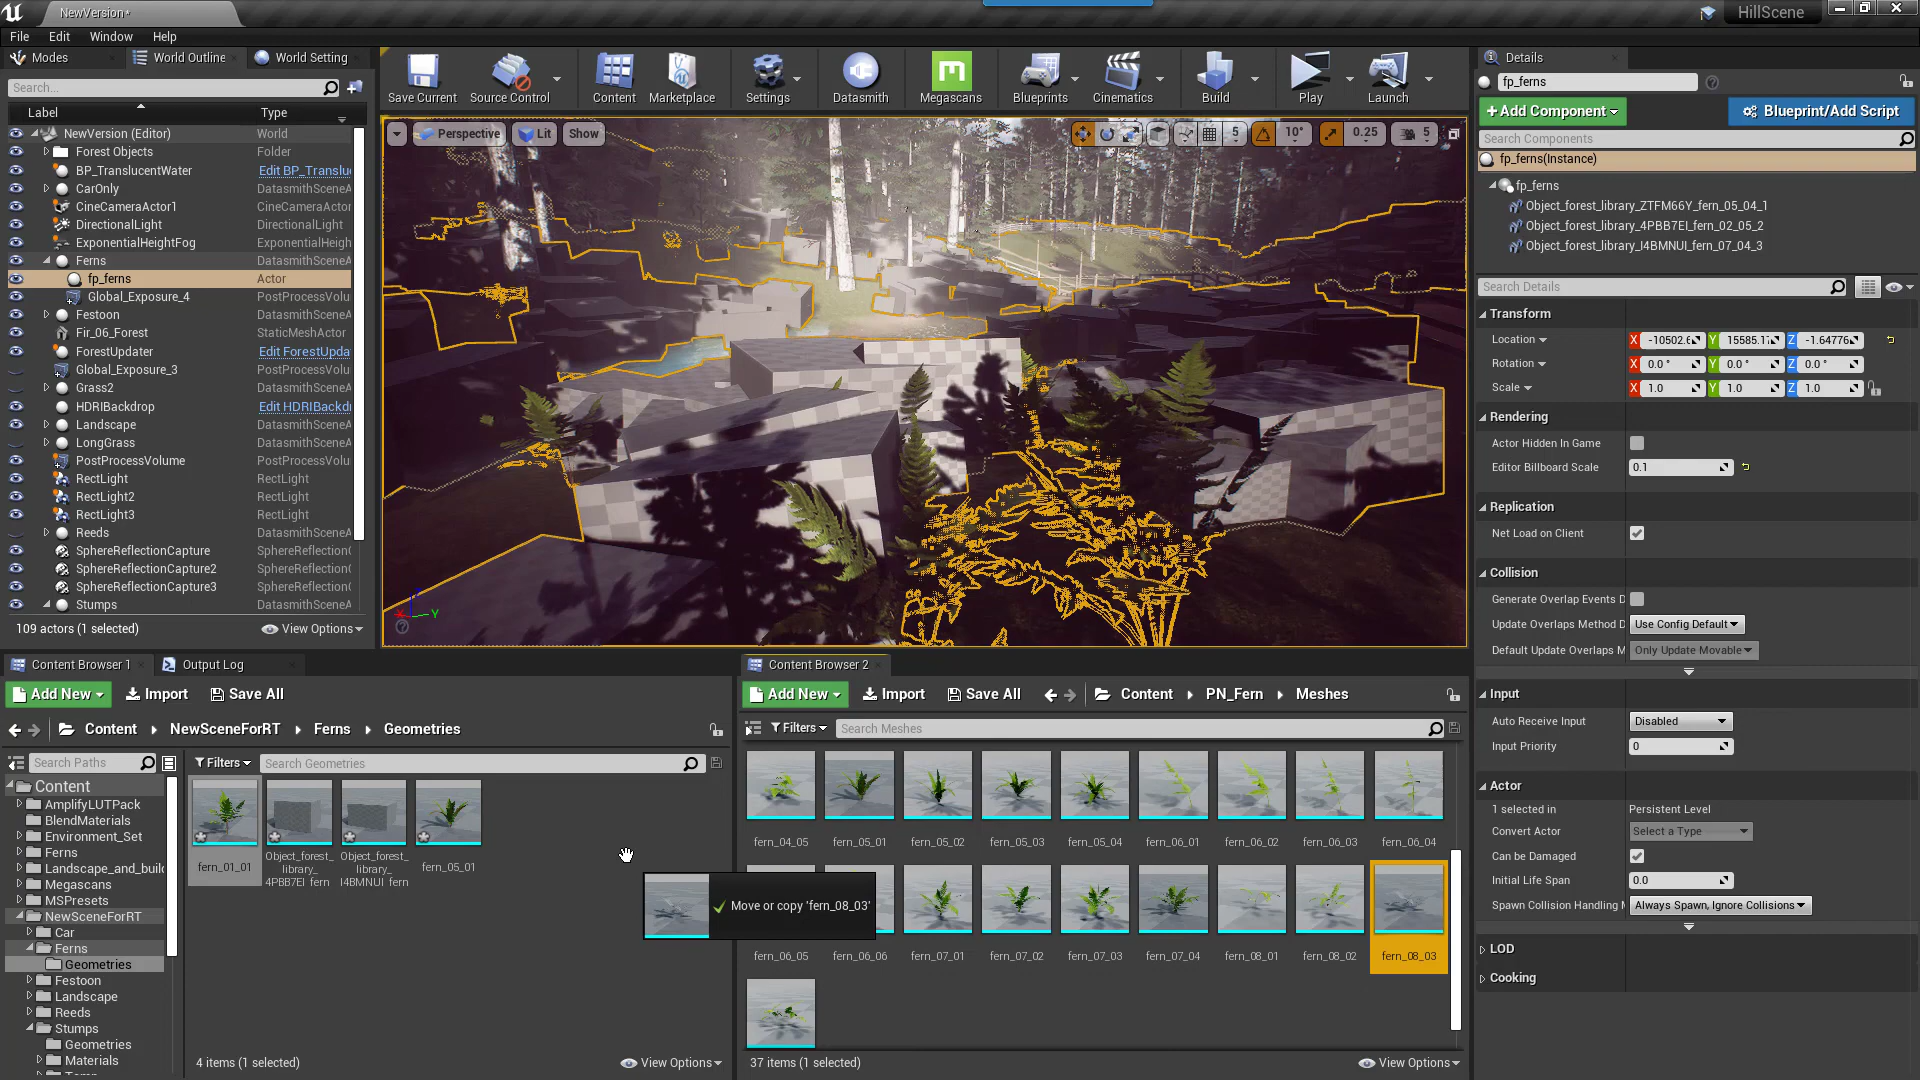 NewVersion*
HillScene
File Edit Window Help
Modes
World Outline
World Setting
Search...
Label Type
NewVersion (Editor) World
Forest Objects Folder
BP_TranslucentWater Edit BP_Translu
CarOnly DatasmithSceneA
CineCameraActor1 CineCameraActor
DirectionalLight DirectionalLight
ExponentialHeightFog ExponentialHeigh
Ferns DatasmithSceneA
fp_ferns Actor
Global_Exposure_4 PostProcessVolu
Festoon DatasmithSceneA
Fir_06_Forest StaticMeshActor
ForestUpdater Edit ForestUpda
Global_Exposure_3 PostProcessVolu
Grass2 DatasmithSceneA
HDRIBackdrop Edit HDRIBackdr
Landscape DatasmithSceneA
LongGrass DatasmithSceneA
PostProcessVolume PostProcessVolu
RectLight RectLight
RectLight2 RectLight
RectLight3 RectLight
Reeds DatasmithSceneA
SphereReflectionCapture SphereReflection
SphereReflectionCapture2 SphereReflection
SphereReflectionCapture3 SphereReflection
Stumps DatasmithSceneA
109 actors (1 selected) View Options
Save Current Source Control Content Marketplace Settings Datasmith Megascans Blueprints Cinematics Build Play Launch
Perspective Lit Show 5 10° 0.25 5
X Y
Details
fp_ferns
+Add Component Blueprint/Add Script
Search Components
fp_ferns(Instance)
fp_ferns
Object_forest_library_ZTFM66Y_fern_05_04_1
Object_forest_library_4PBB7EI_fern_02_05_2
Object_forest_library_I4BMNUI_fern_07_04_3
Search Details
Transform
Location X -10502.6 Y 15585.17 Z -1.64776
Rotation X 0.0 ° Y 0.0 ° Z 0.0 °
Scale X 1.0 Y 1.0 Z 1.0
Rendering
Actor Hidden In Game
Editor Billboard Scale 0.1
Replication
Net Load on Client
Collision
Generate Overlap Events D
Update Overlaps Method D Use Config Default
Default Update Overlaps M Only Update Movable
Input
Auto Receive Input Disabled
Input Priority 0
Actor
1 selected in Persistent Level
Convert Actor Select a Type
Can be Damaged
Initial Life Span 0.0
Spawn Collision Handling M Always Spawn, Ignore Collisions
LOD
Cooking
Content Browser 1 Output Log
Add New Import Save All
Content NewSceneForRT Ferns Geometries
Search Paths
Filters Search Geometries
Content
AmplifyLUTPack
BlendMaterials
Environment_Set
Ferns
Landscape_and_build
Megascans
MSPresets
NewSceneForRT
Car
Ferns
Geometries
Festoon
Landscape
Reeds
Stumps
Geometries
Materials
fern_01_01
Object_forest_
library_
4PBB7EI_fern
Object_forest_
library_
I4BMNUI_fern
fern_05_01
4 items (1 selected) View Options
Content Browser 2
Add New Import Save All Content PN_Fern Meshes
Filters Search Meshes
fern_04_05 fern_05_01 fern_05_02 fern_05_03 fern_05_04 fern_06_01 fern_06_02 fern_06_03 fern_06_04
Move or copy 'fern_08_03'
fern_06_05 fern_06_06 fern_07_01 fern_07_02 fern_07_03 fern_07_04 fern_08_01 fern_08_02 fern_08_03
37 items (1 selected) View Options